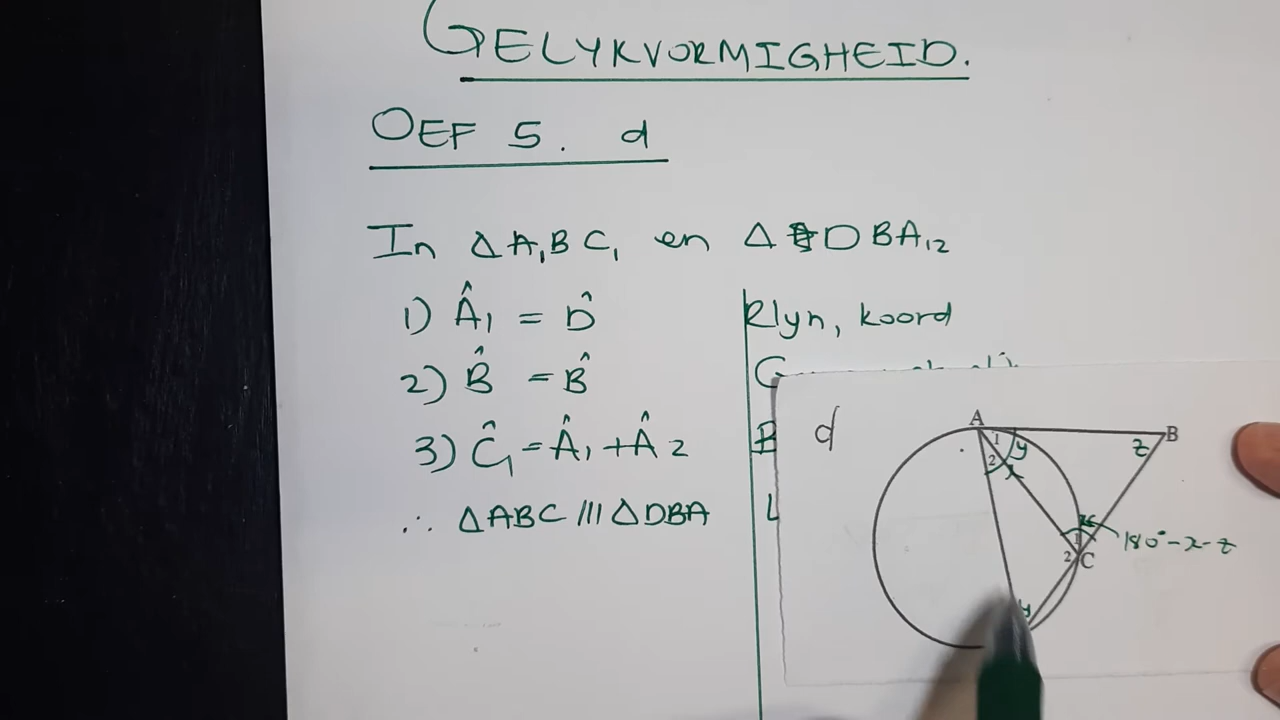 GELYKVORMIGHEID.
OEF 5. d
In ΔA₁BC₁ en ΔDBA₁₂
1) Â₁ = D̂ Rlyn, koord
2) B̂ = B̂
3) Ĉ₁ = Â₁ + Â₂
∴ ΔABC /// ΔDBA
d
A
B
1
y
z
2
x
1
180°-x-z
2
C
y